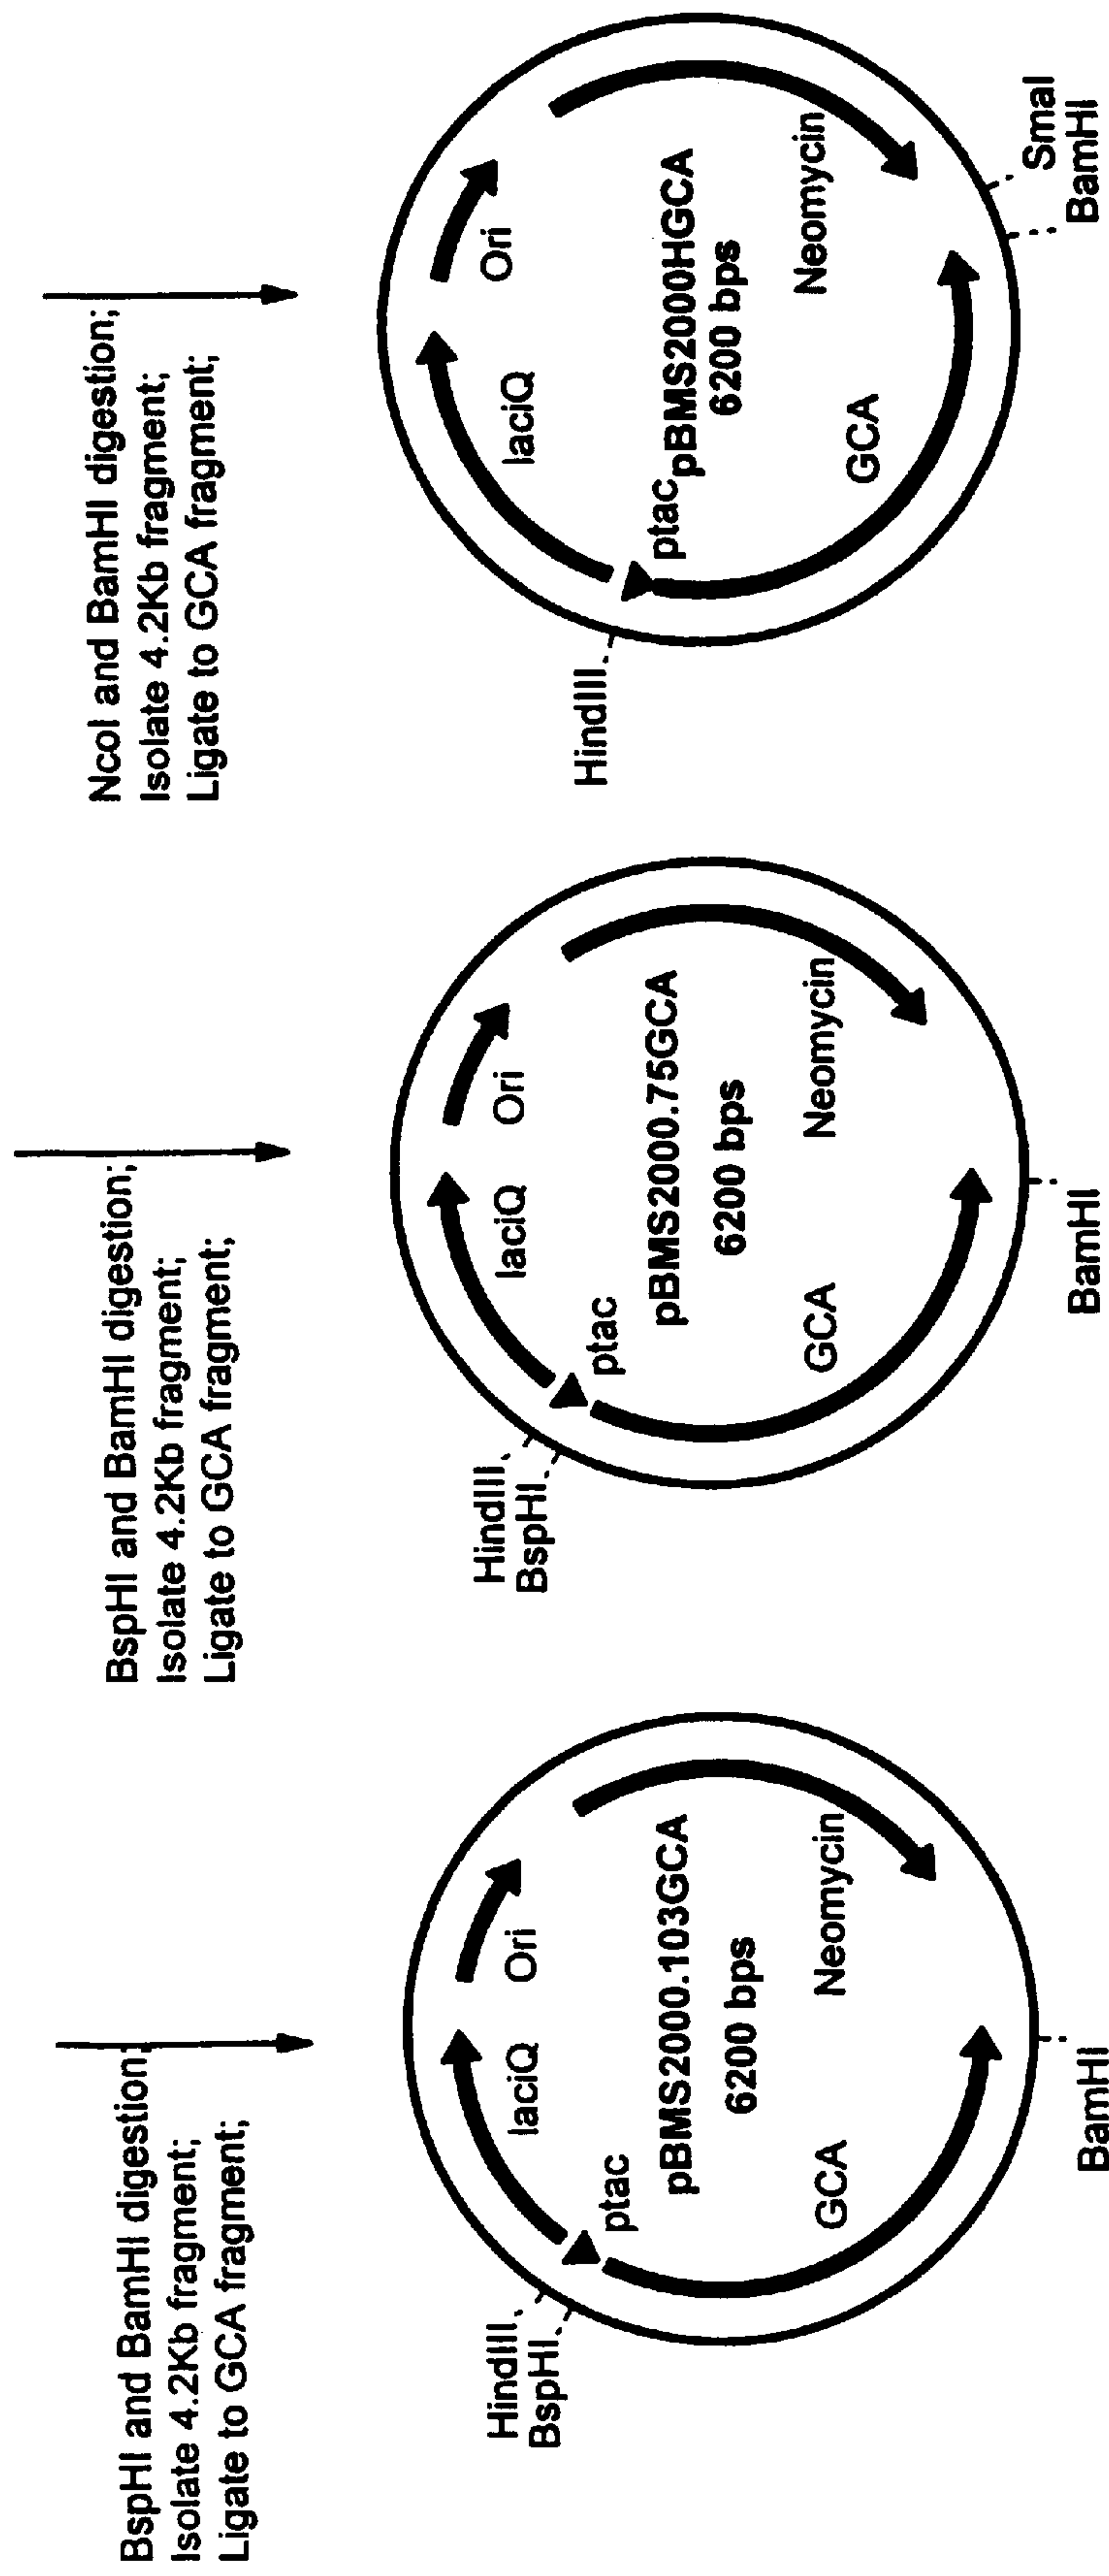 BspHI and BamHI digestion;
Isolate 4.2Kb fragment;
Ligate to GCA fragment;
HindIII
BspHI
laciQ
Ori
ptac
pBMS2000.103GCA
6200 bps
GCA
Neomycin
BamHI
BspHI and BamHI digestion;
Isolate 4.2Kb fragment;
Ligate to GCA fragment;
HindIII
BspHI
laciQ
Ori
ptac
pBMS2000.75GCA
6200 bps
GCA
Neomycin
BamHI
NcoI and BamHI digestion;
Isolate 4.2Kb fragment;
Ligate to GCA fragment;
HindIII
laciQ
Ori
ptac
pBMS2000HGCA
6200 bps
GCA
Neomycin
SmaI
BamHI